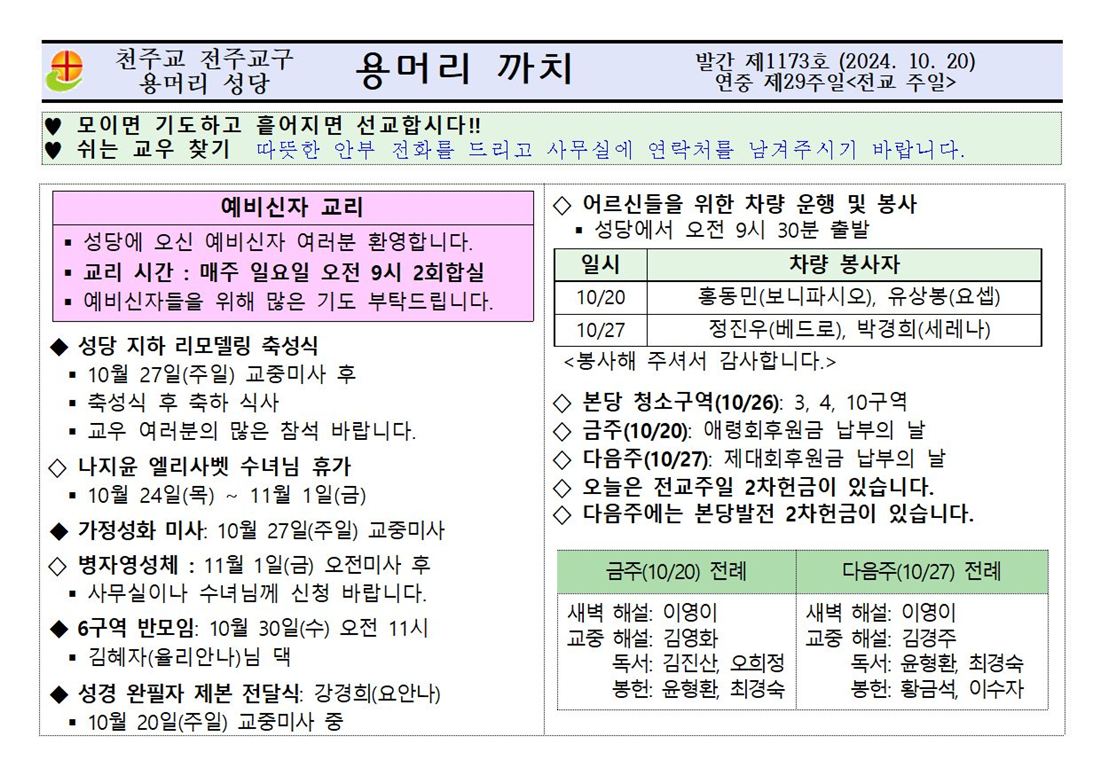 천주교 전주교구
용머리 성당
용머리 까치
발간 제1173호 (2024. 10. 20)
연중 제29주일<전교 주일>
♥ 모이면 기도하고 흩어지면 선교합시다!!
♥ 쉬는 교우 찾기 따뜻한 안부 전화를 드리고 사무실에 연락처를 남겨주시기 바랍니다.
예비신자 교리
▪ 성당에 오신 예비신자 여러분 환영합니다.
▪ 교리 시간 : 매주 일요일 오전 9시 2회합실
▪ 예비신자들을 위해 많은 기도 부탁드립니다.
◆ 성당 지하 리모델링 축성식
▪ 10월 27일(주일) 교중미사 후
▪ 축성식 후 축하 식사
▪ 교우 여러분의 많은 참석 바랍니다.
◇ 나지윤 엘리사벳 수녀님 휴가
▪ 10월 24일(목) ~ 11월 1일(금)
◆ 가정성화 미사: 10월 27일(주일) 교중미사
◇ 병자영성체 : 11월 1일(금) 오전미사 후
▪ 사무실이나 수녀님께 신청 바랍니다.
◆ 6구역 반모임: 10월 30일(수) 오전 11시
▪ 김혜자(율리안나)님 댁
◆ 성경 완필자 제본 전달식: 강경희(요안나)
▪ 10월 20일(주일) 교중미사 중
◇ 어르신들을 위한 차량 운행 및 봉사
▪ 성당에서 오전 9시 30분 출발
일시 차량 봉사자
10/20 홍동민(보니파시오), 유상봉(요셉)
10/27 정진우(베드로), 박경희(세레나)
<봉사해 주셔서 감사합니다.>
◇ 본당 청소구역(10/26): 3, 4, 10구역
◇ 금주(10/20): 애령회후원금 납부의 날
◇ 다음주(10/27): 제대회후원금 납부의 날
◇ 오늘은 전교주일 2차헌금이 있습니다.
◇ 다음주에는 본당발전 2차헌금이 있습니다.
금주(10/20) 전례 다음주(10/27) 전례
새벽 해설: 이영이 새벽 해설: 이영이
교중 해설: 김영화 교중 해설: 김경주
독서: 김진산, 오희정 독서: 윤형환, 최경숙
봉헌: 윤형환, 최경숙 봉헌: 황금석, 이수자